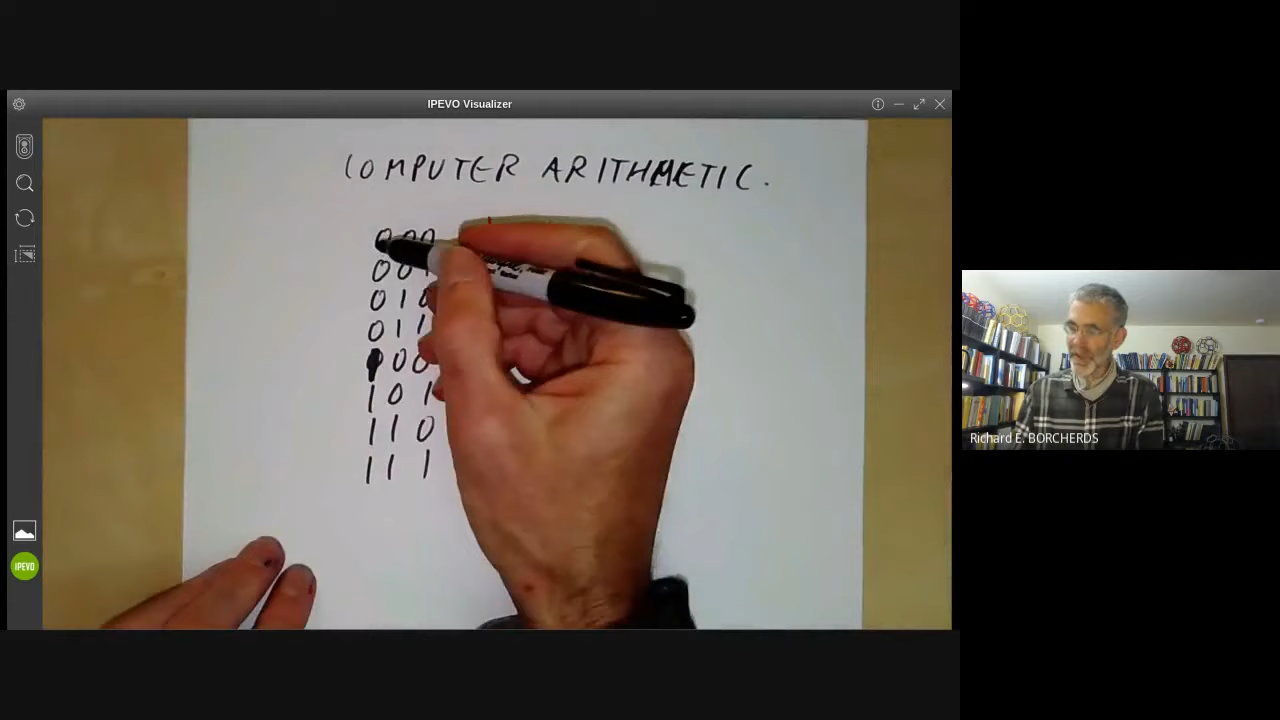 IPEVO Visualizer
COMPUTER ARITHMETIC.
000
001
010
011
100
101
110
111
IPEVO
Richard E. BORCHERDS